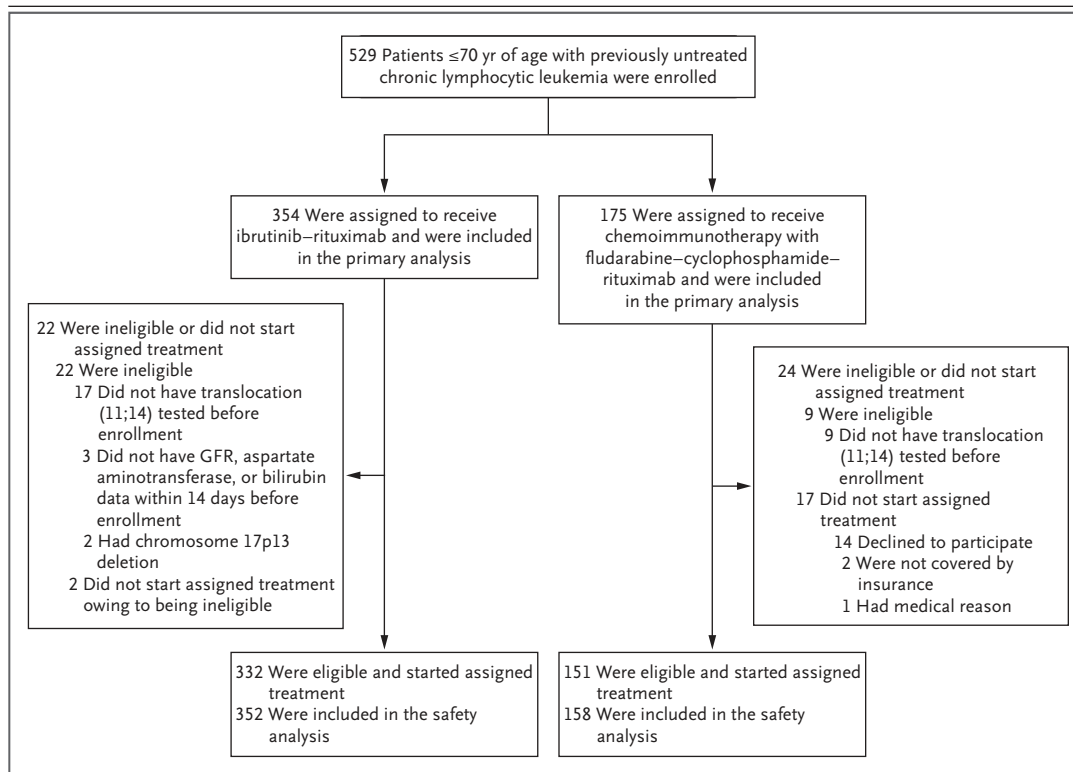 529 Patients ≤70 yr of age with previously untreated
chronic lymphocytic leukemia were enrolled
354 Were assigned to receive
ibrutinib–rituximab and were included
in the primary analysis
175 Were assigned to receive
chemoimmunotherapy with
fludarabine–cyclophosphamide–
rituximab and were included
in the primary analysis
22 Were ineligible or did not start
assigned treatment
22 Were ineligible
17 Did not have translocation
(11;14) tested before
enrollment
3 Did not have GFR, aspartate
aminotransferase, or bilirubin
data within 14 days before
enrollment
2 Had chromosome 17p13
deletion
2 Did not start assigned treatment
owing to being ineligible
24 Were ineligible or did not start
assigned treatment
9 Were ineligible
9 Did not have translocation
(11;14) tested before
enrollment
17 Did not start assigned
treatment
14 Declined to participate
2 Were not covered by
insurance
1 Had medical reason
332 Were eligible and started assigned
treatment
352 Were included in the safety
analysis
151 Were eligible and started assigned
treatment
158 Were included in the safety
analysis